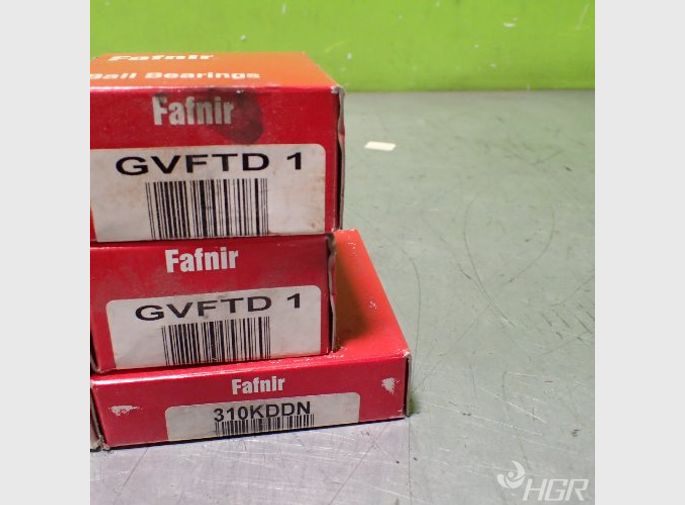 Fafnir
Ball Bearings
Fafnir
GVFTD 1
Fafnir
GVFTD 1
Fafnir
310KDDN
HGR